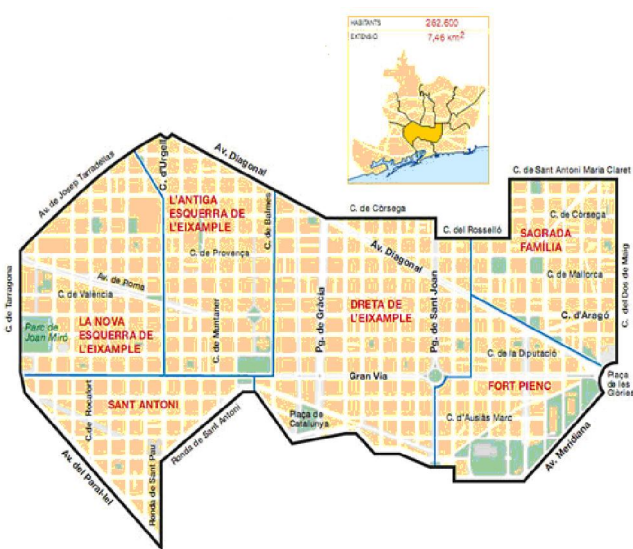 HABITANTS 262.600
EXTENSIÓ 7,46 km²
Av. de Josep Tarradellas
C. d'Urgell
Av. Diagonal
C. de Sant Antoni Maria Claret
L'ANTIGA
ESQUERRA DE
L'EIXAMPLE
C. de Balmes
C. de Còrsega
C. del Rosselló
C. de Còrsega
SAGRADA
FAMÍLIA
C. de Provença
Av. Diagonal
C. de Mallorca
C. del Dos de Maig
C. de Tarragona
Av. de Roma
C. de València
Pg. de Gràcia
DRETA DE
L'EIXAMPLE
Pg. de Sant Joan
C. d'Aragó
Parc de
Joan Miró
LA NOVA
ESQUERRA DE
L'EIXAMPLE
C. de Muntaner
C. de la Diputació
Gran Via
FORT PIENC
Plaça
de les
Glòries
SANT ANTONI
C. de Rocafort
Ronda de Sant Antoni
Plaça de
Catalunya
C. d'Ausiàs Marc
Av. Meridiana
Av. del Paral·lel
Ronda de Sant Pau